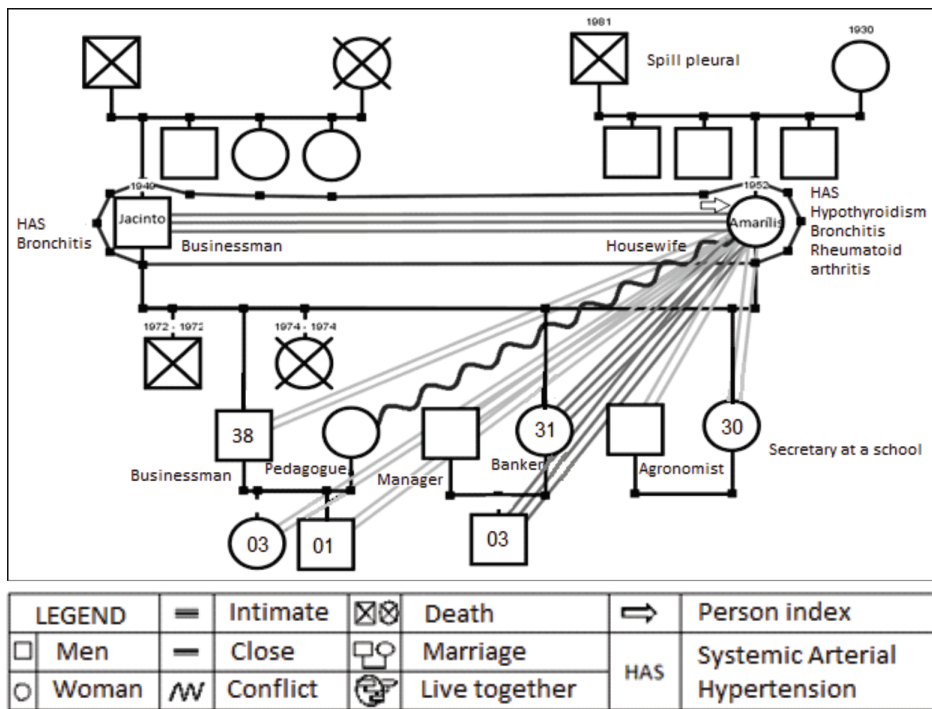 1981
Spill pleural
1930
1949
1952
HAS
Bronchitis
Jacinto
Businessman
Housewife
Amarílis
HAS
Hypothyroidism
Bronchitis
Rheumatoid
arthritis
1972 - 1972
1974 - 1974
38
31
30
Businessman
Pedagogue
Manager
Banker
Agronomist
Secretary at a school
03
01
03
LEGEND
Intimate
Death
Person index
Men
Close
Marriage
HAS
Systemic Arterial
Hypertension
Woman
Conflict
Live together